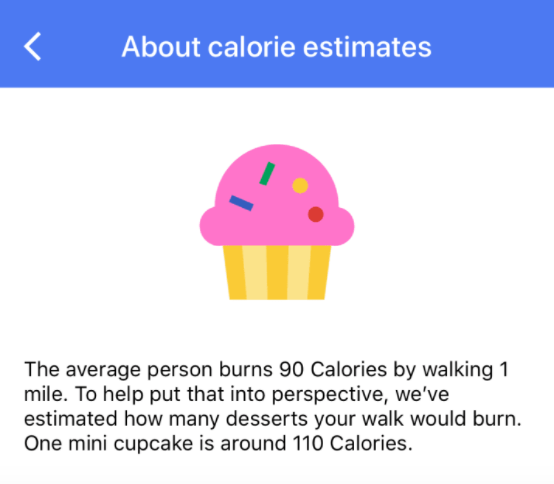 About calorie estimates
The average person burns 90 Calories by walking 1
mile. To help put that into perspective, we’ve
estimated how many desserts your walk would burn.
One mini cupcake is around 110 Calories.